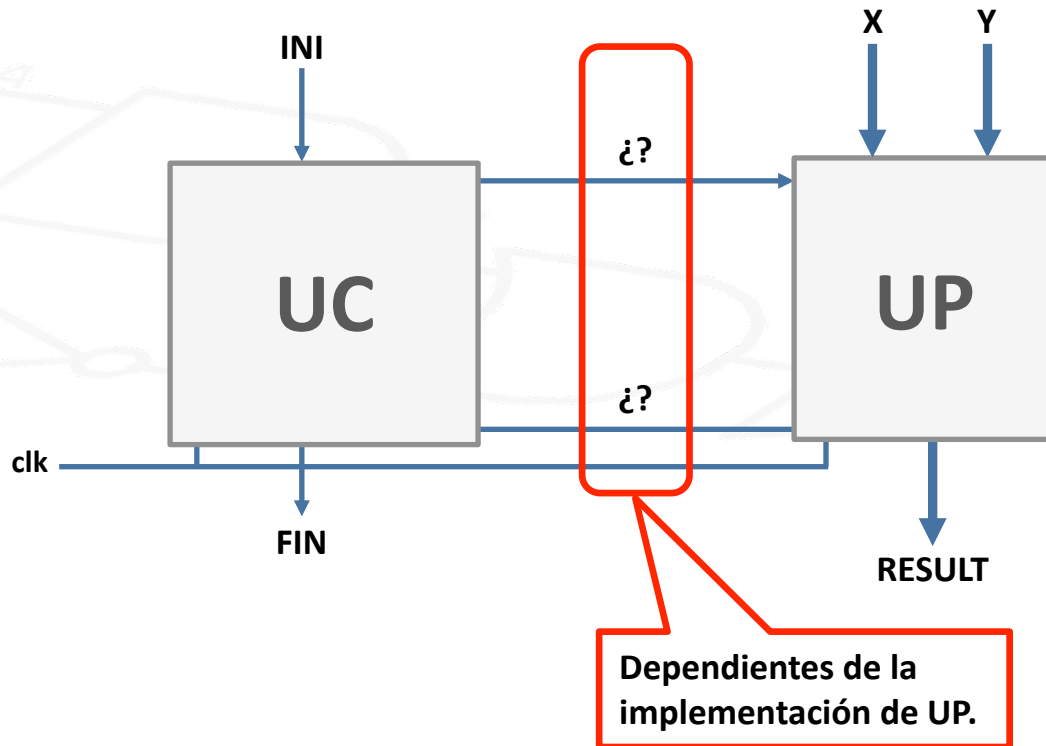 X Y
INI
¿?
UC
UP
¿?
clk
FIN
RESULT
Dependientes de la
implementación de UP.